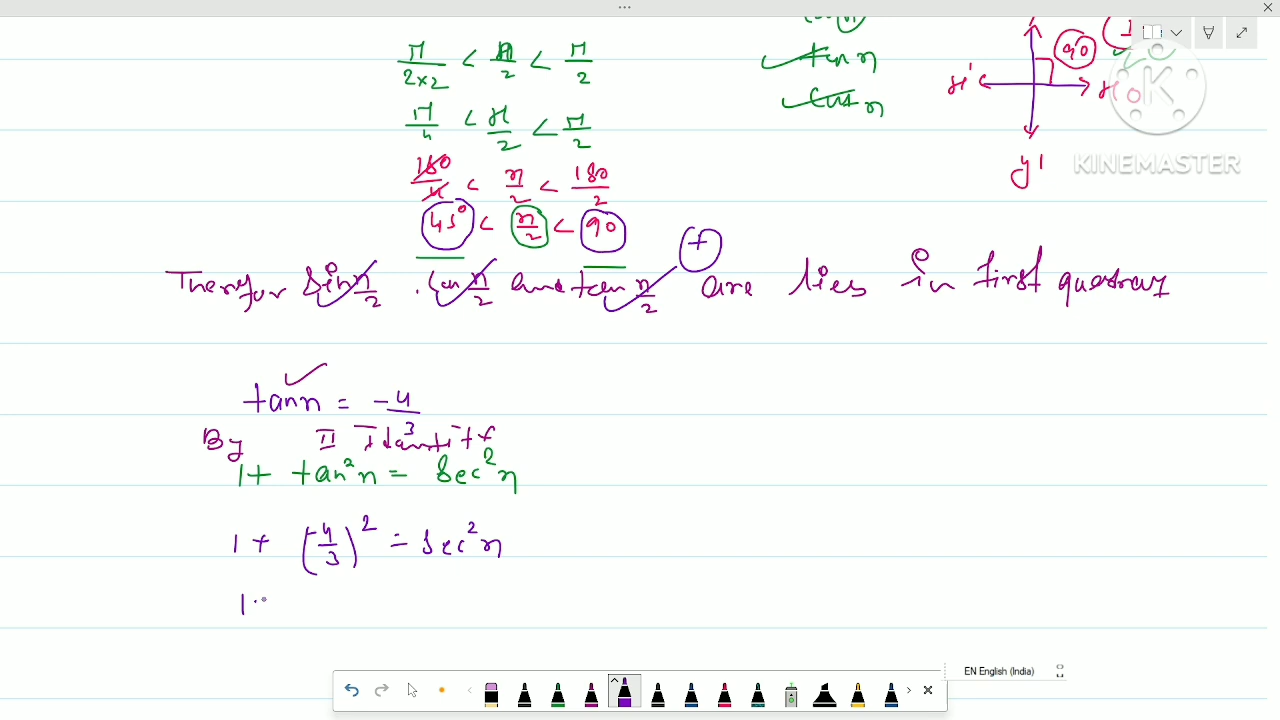 π/2×2 < π/2 < π/2
tan x
π/4 < x/2 < π/2
y'
90
x'
180/4 < x/2 < 180/2
KINEMASTER
45° < x/2 < 90
+
Therefor Sin x/2 . Cos x/2 and tan x/2 are lies in first
tan x = -4/3
By II Identity
1 + tan²x = Sec²x
1 + (-4/3)² = Sec²x
1
EN English (India)